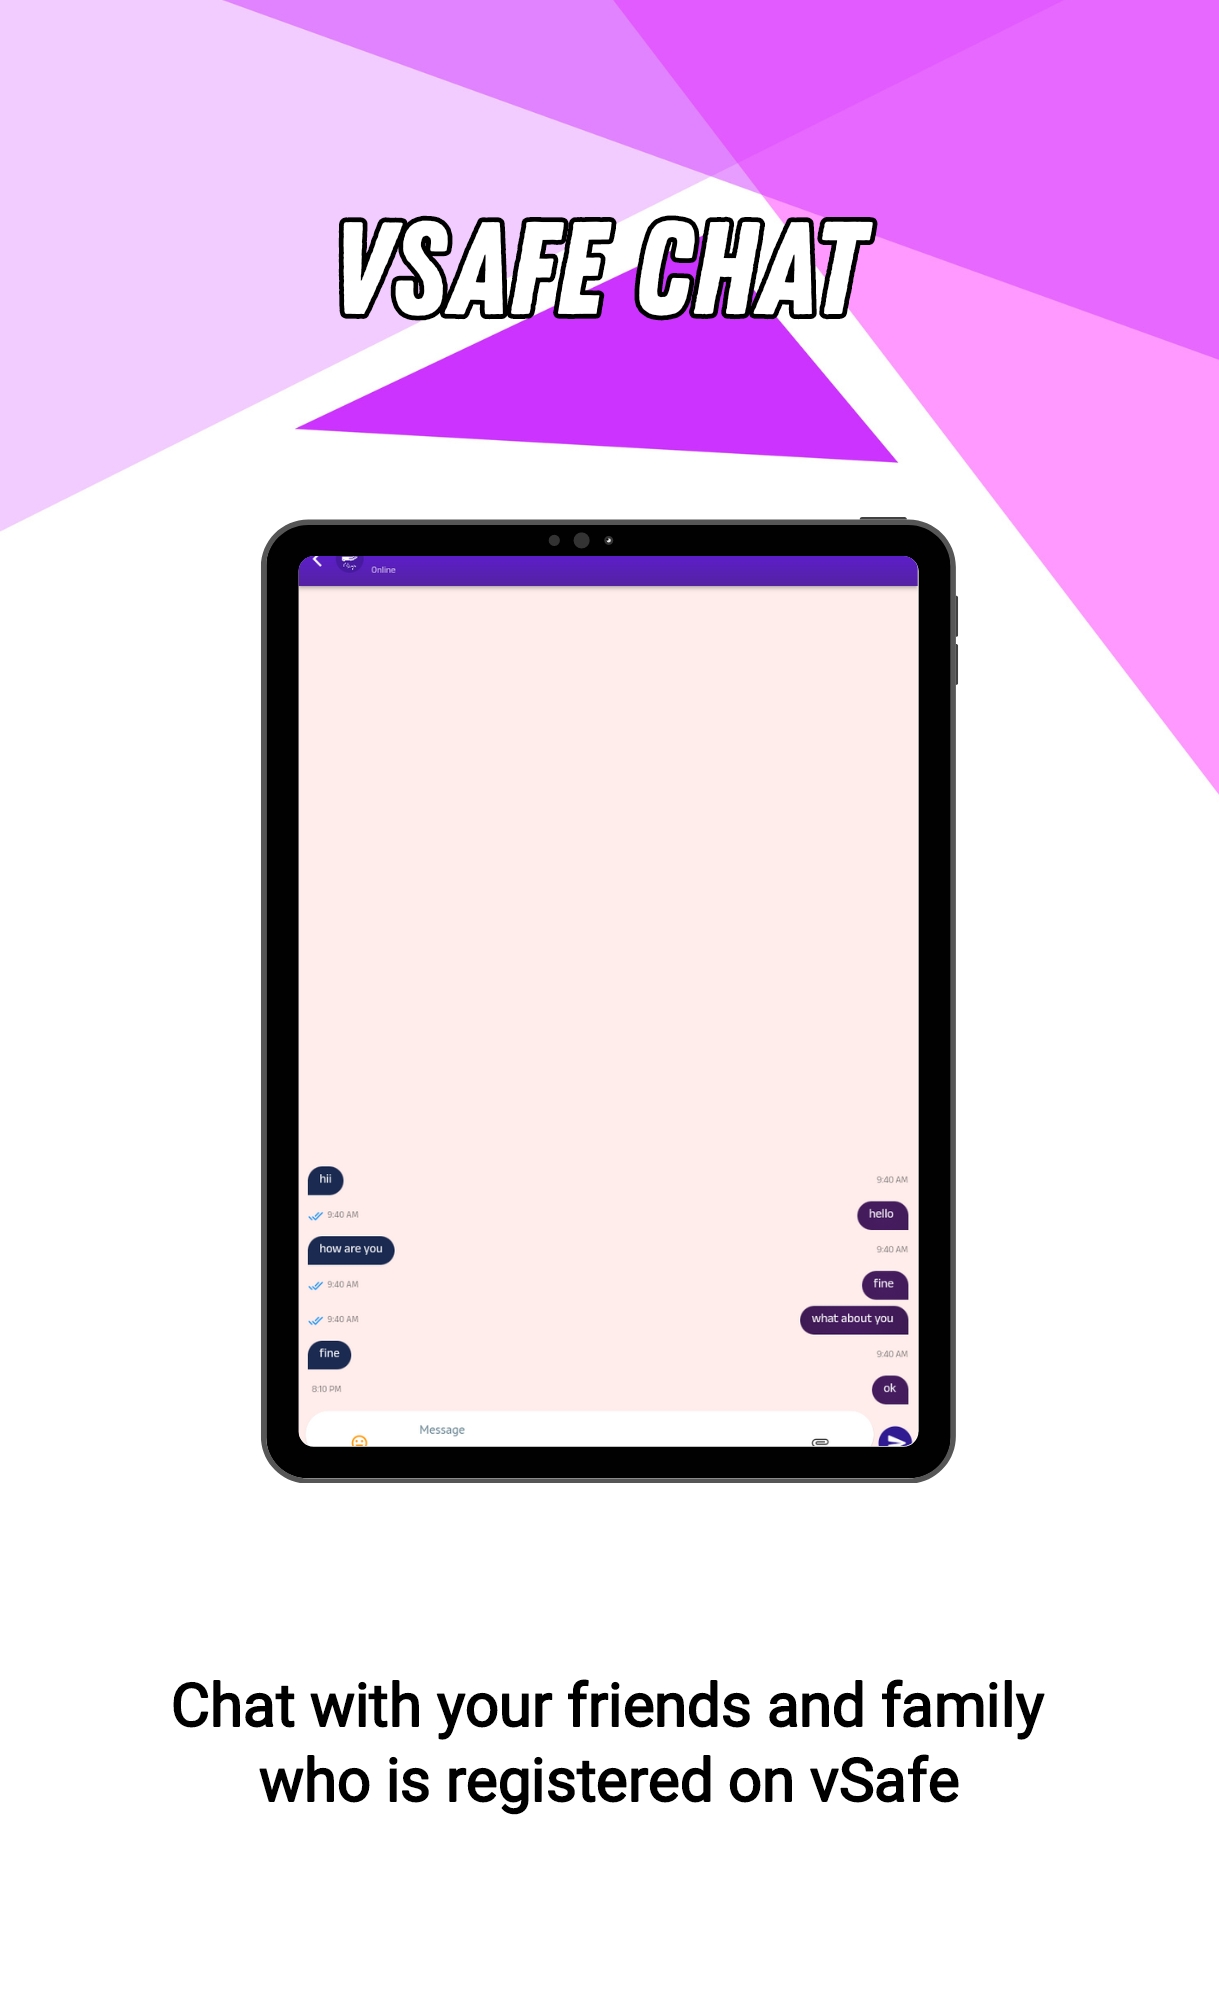 VSAFE CHAT
Online
hii
9:40 AM
9:40 AM
hello
how are you
9:40 AM
9:40 AM
fine
9:40 AM
what about you
fine
9:40 AM
8:10 PM
ok
Message
Chat with your friends and family
who is registered on vSafe